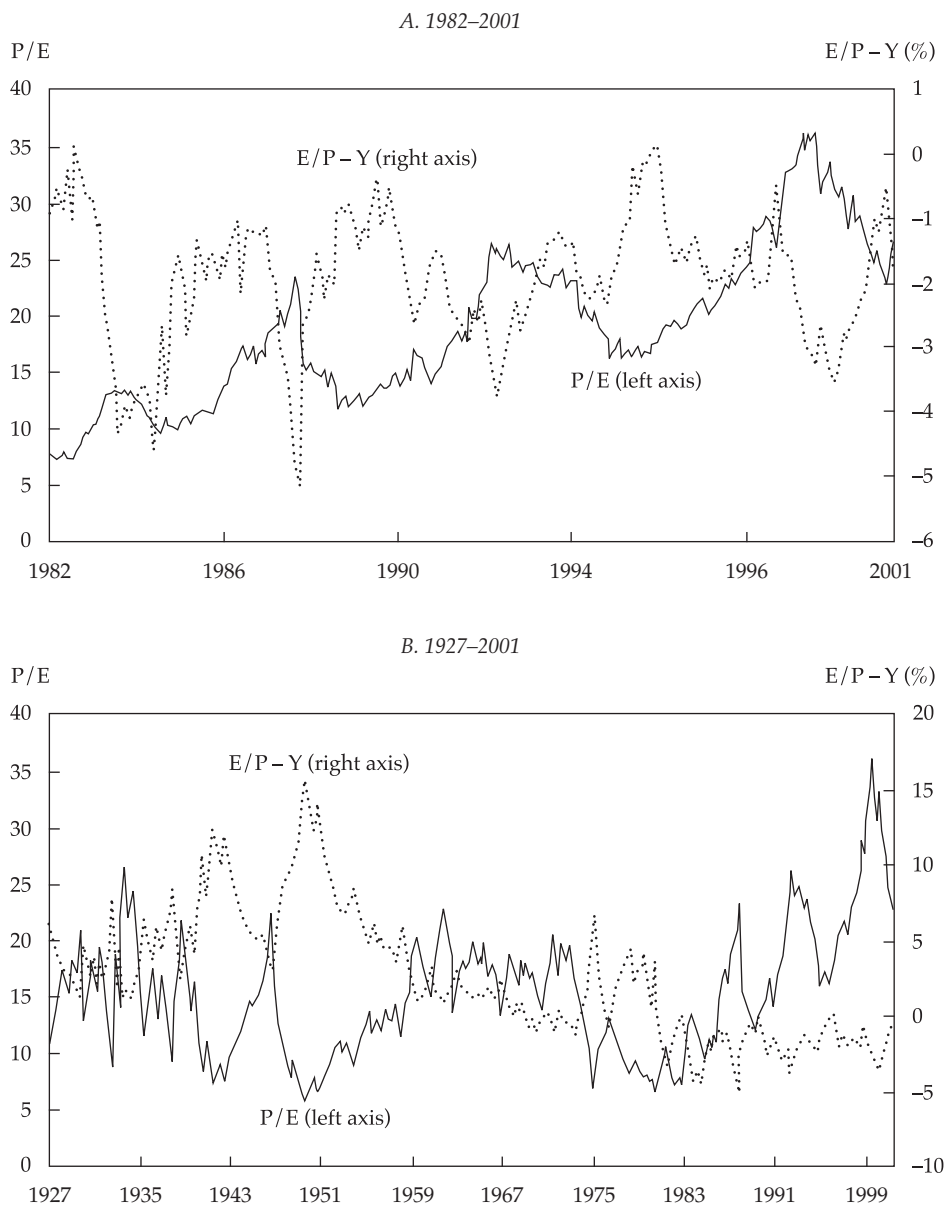 A. 1982–2001
P/E E/P – Y (%)
40 1
35 0
E/P – Y (right axis)
30 –1
25 –2
20 –3
15
P/E (left axis)
–4
10
–5
5
0 –6
1982 1986 1990 1994 1996 2001
B. 1927–2001
P/E E/P – Y (%)
40 20
E/P – Y (right axis)
35 15
30
10
25
20 5
15
0
10
5 –5
P/E (left axis)
0 –10
1927 1935 1943 1951 1959 1967 1975 1983 1991 1999